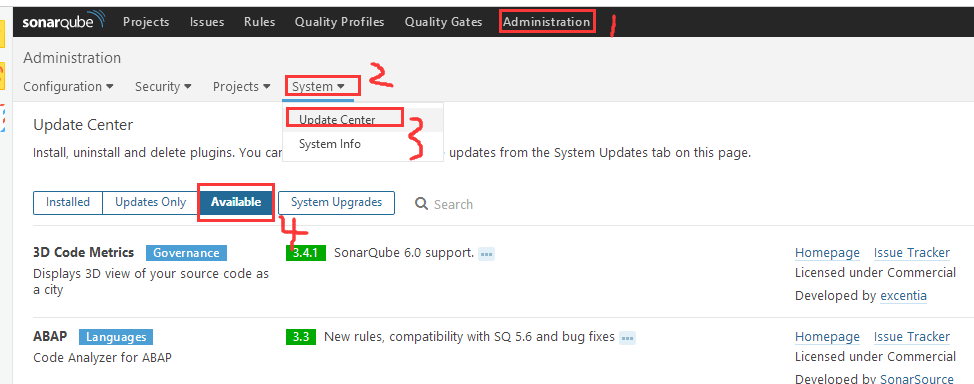 sonarqube Projects Issues Rules Quality Profiles Quality Gates Administration 1
Administration
Configuration Security Projects System 2
Update Center
Update Center
System Info 3
Install, uninstall and delete plugins. You can updates from the System Updates tab on this page.
Installed Updates Only Available System Upgrades Search
4
3D Code Metrics Governance 3.4.1 SonarQube 6.0 support. ... Homepage Issue Tracker
Displays 3D view of your source code as Licensed under Commercial
a city Developed by excentia
ABAP Languages 3.3 New rules, compatibility with SQ 5.6 and bug fixes ... Homepage Issue Tracker
Code Analyzer for ABAP Licensed under Commercial
Developed by SonarSource